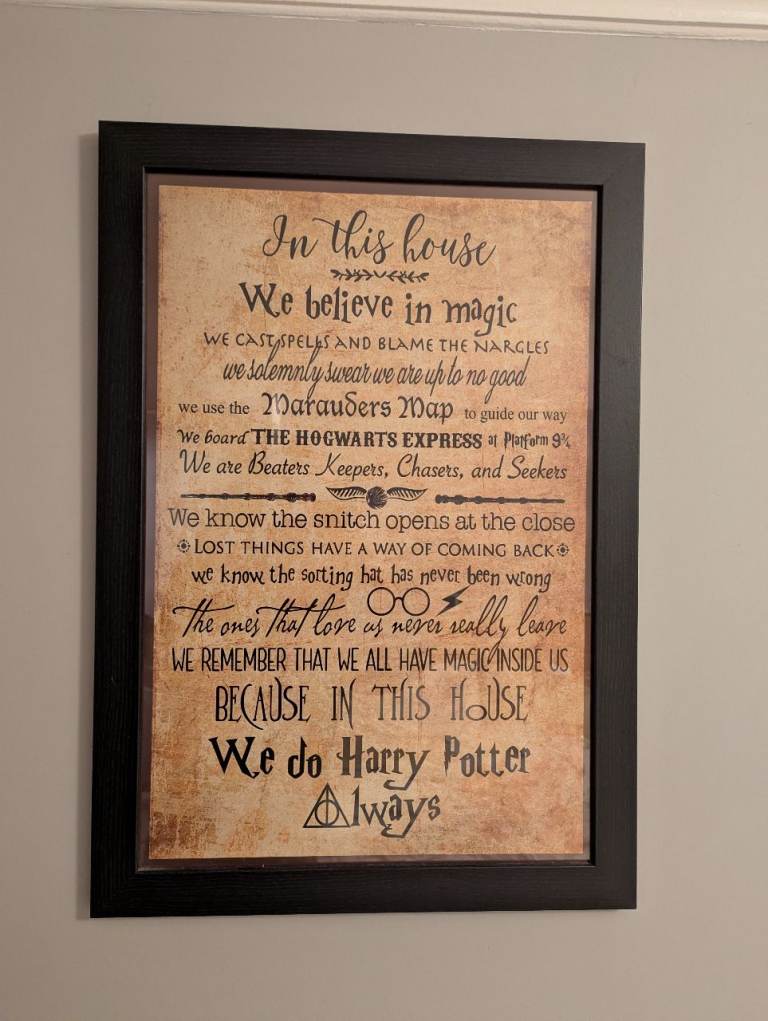 In this house
We believe in magic
WE CAST SPELLS AND BLAME THE NARGLES
we solemnly swear we are up to no good
we use the Marauders Map to guide our way
We board THE HOGWARTS EXPRESS at Platform 9¾
We are Beaters Keepers, Chasers, and Seekers
We know the snitch opens at the close
LOST THINGS HAVE A WAY OF COMING BACK
we know the sorting hat has never been wrong
The ones that love us never really leave
WE REMEMBER THAT WE ALL HAVE MAGIC INSIDE US
BECAUSE IN THIS HOUSE
We do Harry Potter
Always